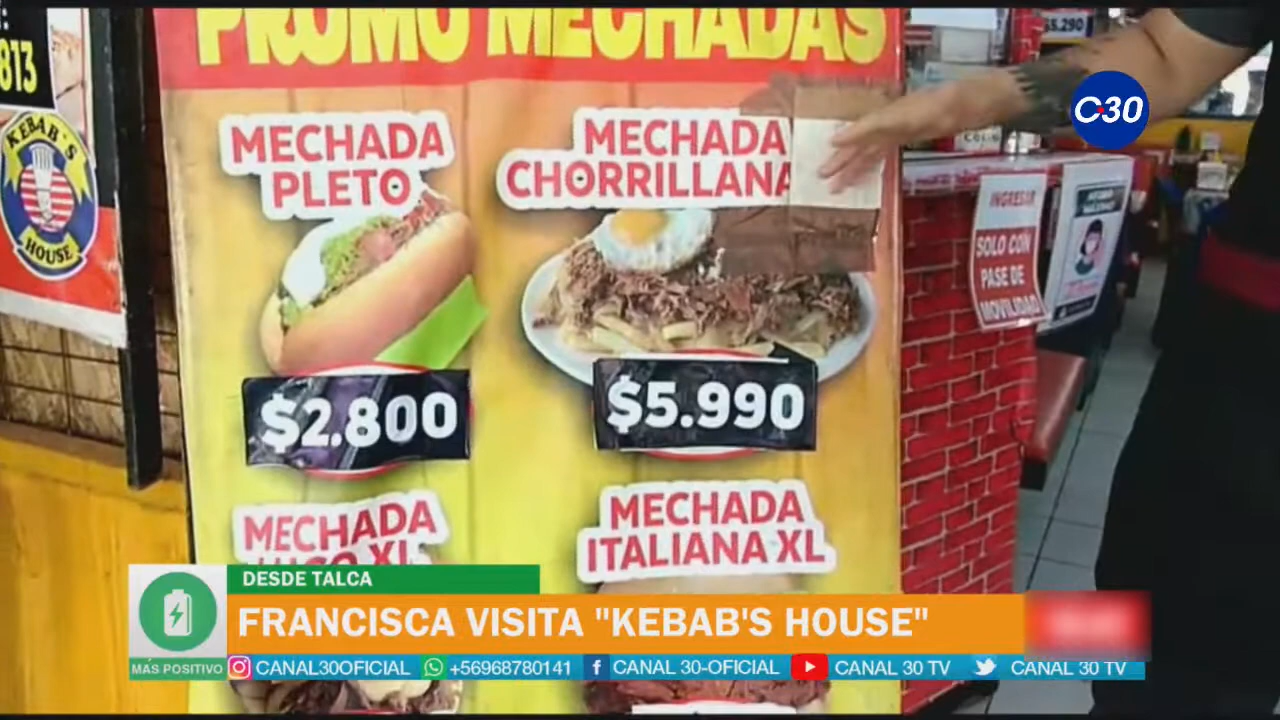 PROMO MECHADAS
813
KEBAB'S
HOUSE
MECHADA
PLETO
MECHADA
CHORRILLANA
$2.800
$5.990
MECHADA
MECHADA
ITALIANA XL
$5.290
C30
INGRESAR
SOLO CON
PASE DE
MOVILIDAD
DESDE TALCA
FRANCISCA VISITA "KEBAB'S HOUSE"
MÁS POSITIVO
CANAL30OFICIAL
+56968780141
CANAL 30-OFICIAL
CANAL 30 TV
CANAL 30 TV